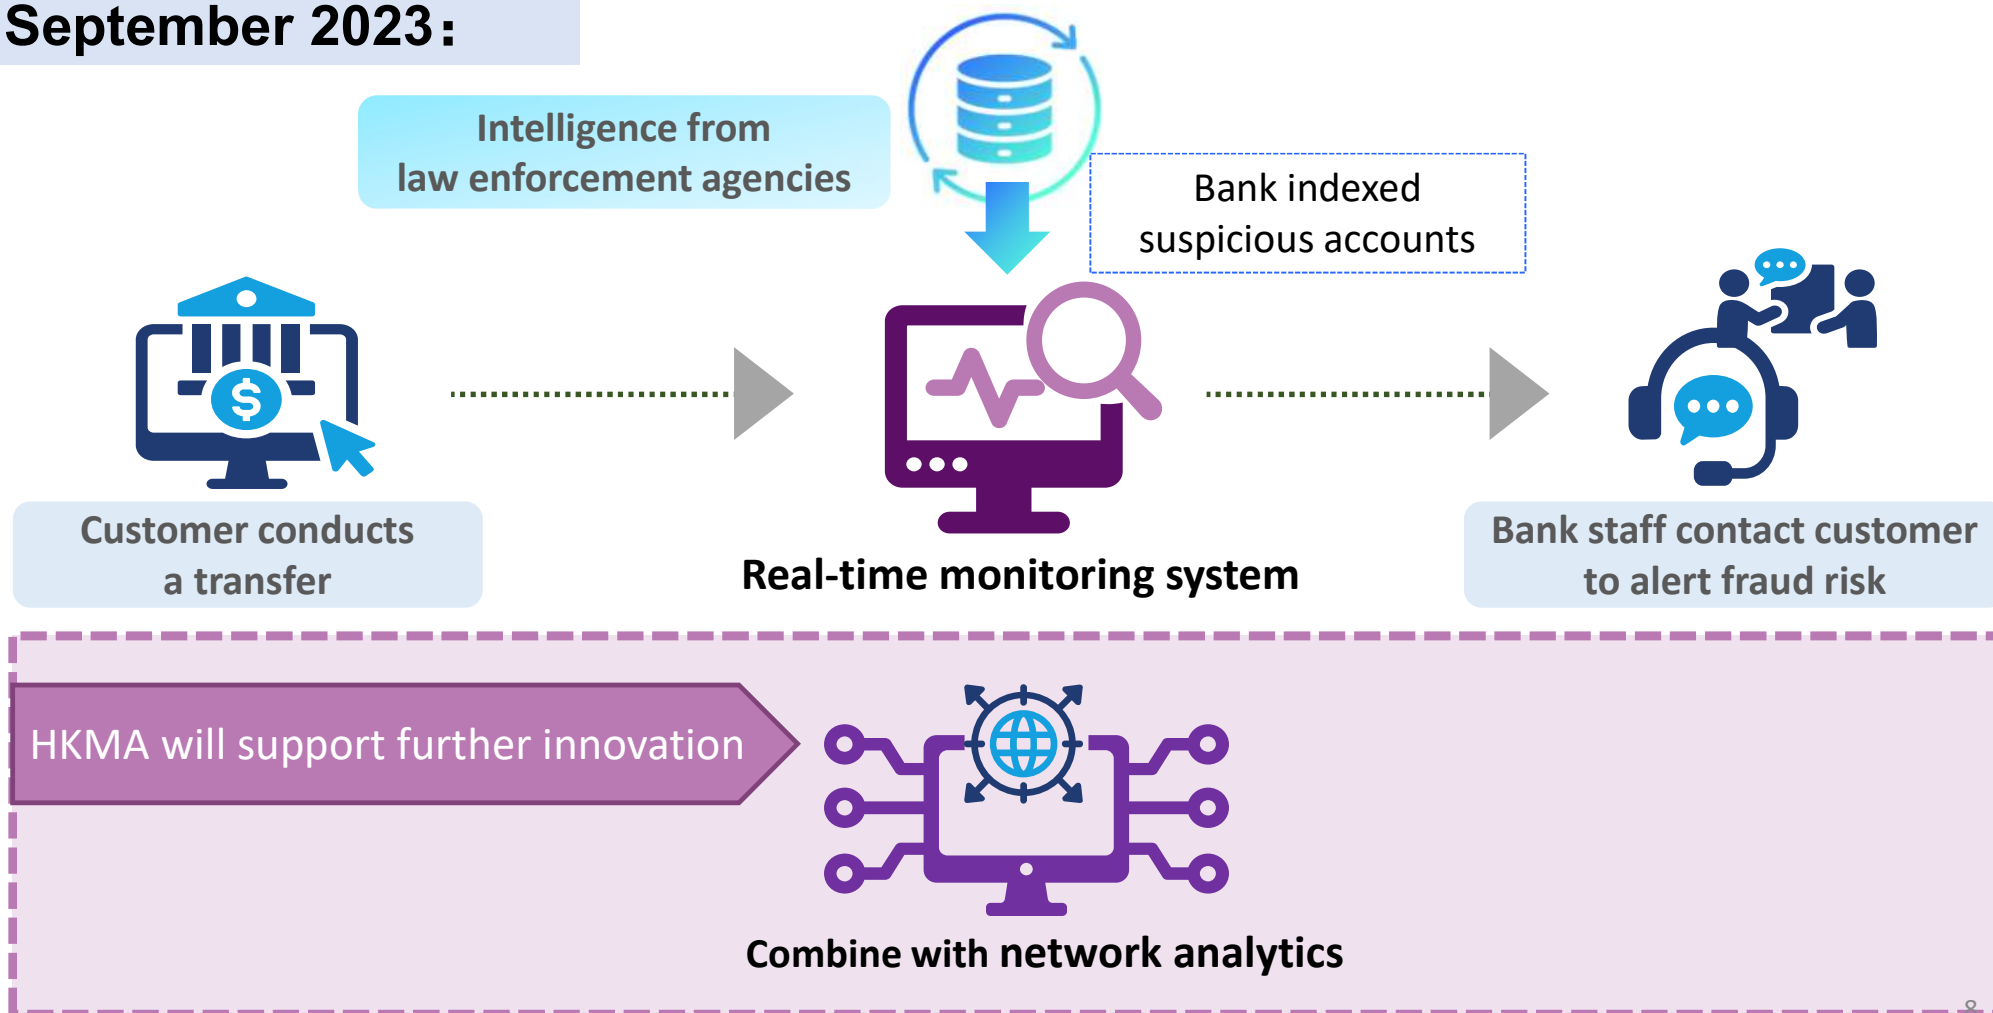 September 2023：
Intelligence from
law enforcement agencies
Bank indexed
suspicious accounts
Customer conducts
a transfer
Real-time monitoring system
Bank staff contact customer
to alert fraud risk
HKMA will support further innovation
Combine with network analytics
8